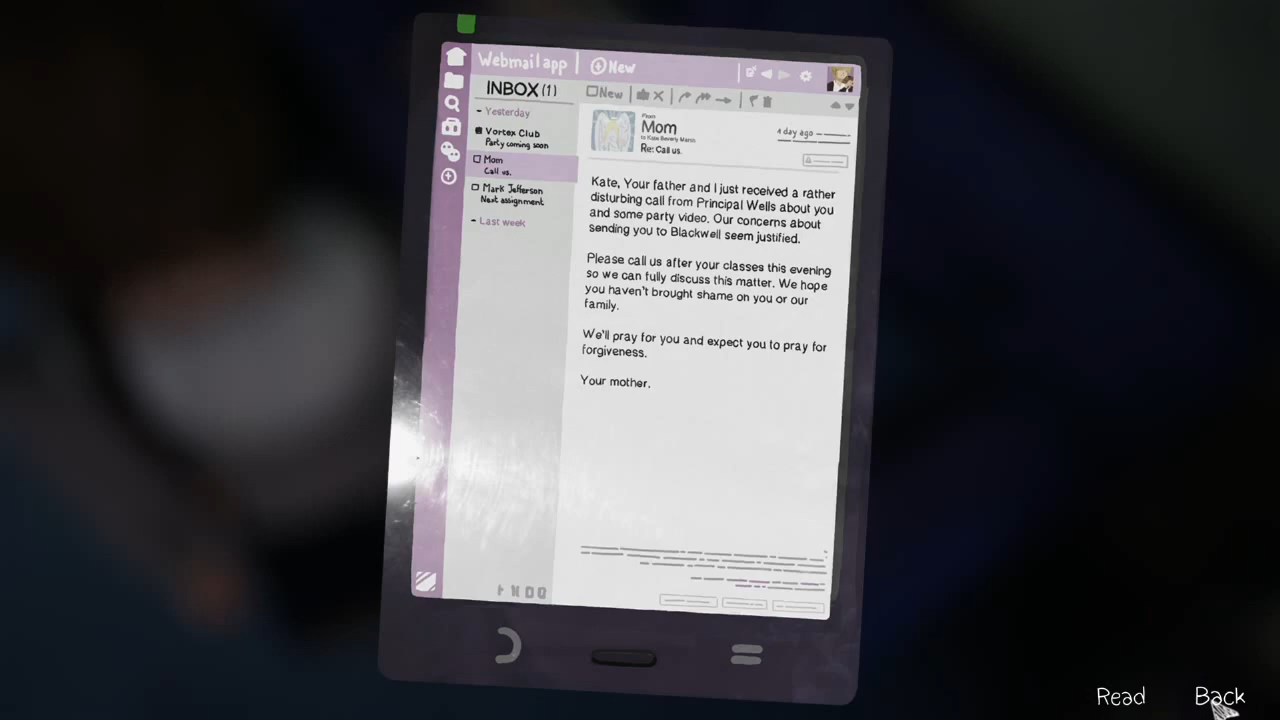 Webmail app
New
INBOX (1)
- Yesterday
Vortex Club
Party coming soon
Mom
Call us.
Mark Jefferson
Next assignment
- Last week
New
From
Mom
to Kate Beverly Marsh
Re: Call us.
1 day ago
Kate, Your father and I just received a rather
disturbing call from Principal Wells about you
and some party video. Our concerns about
sending you to Blackwell seem justified.
Please call us after your classes this evening
so we can fully discuss this matter. We hope
you haven't brought shame on you or our
family.
We'll pray for you and expect you to pray for
forgiveness.
Your mother.
Read
Back